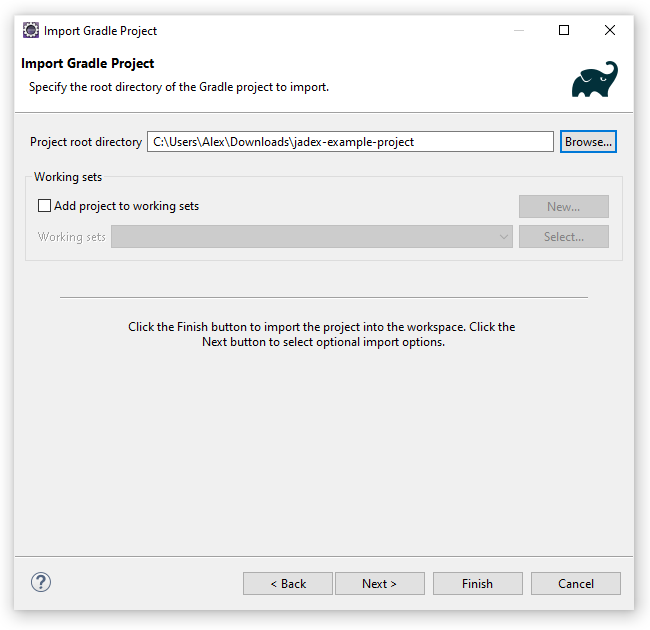 Import Gradle Project
Import Gradle Project
Specify the root directory of the Gradle project to import.
Project root directory C:\Users\Alex\Downloads\jadex-example-project Browse...
Working sets
Add project to working sets New...
Working sets Select...
Click the Finish button to import the project into the workspace. Click the
Next button to select optional import options.
? < Back Next > Finish Cancel